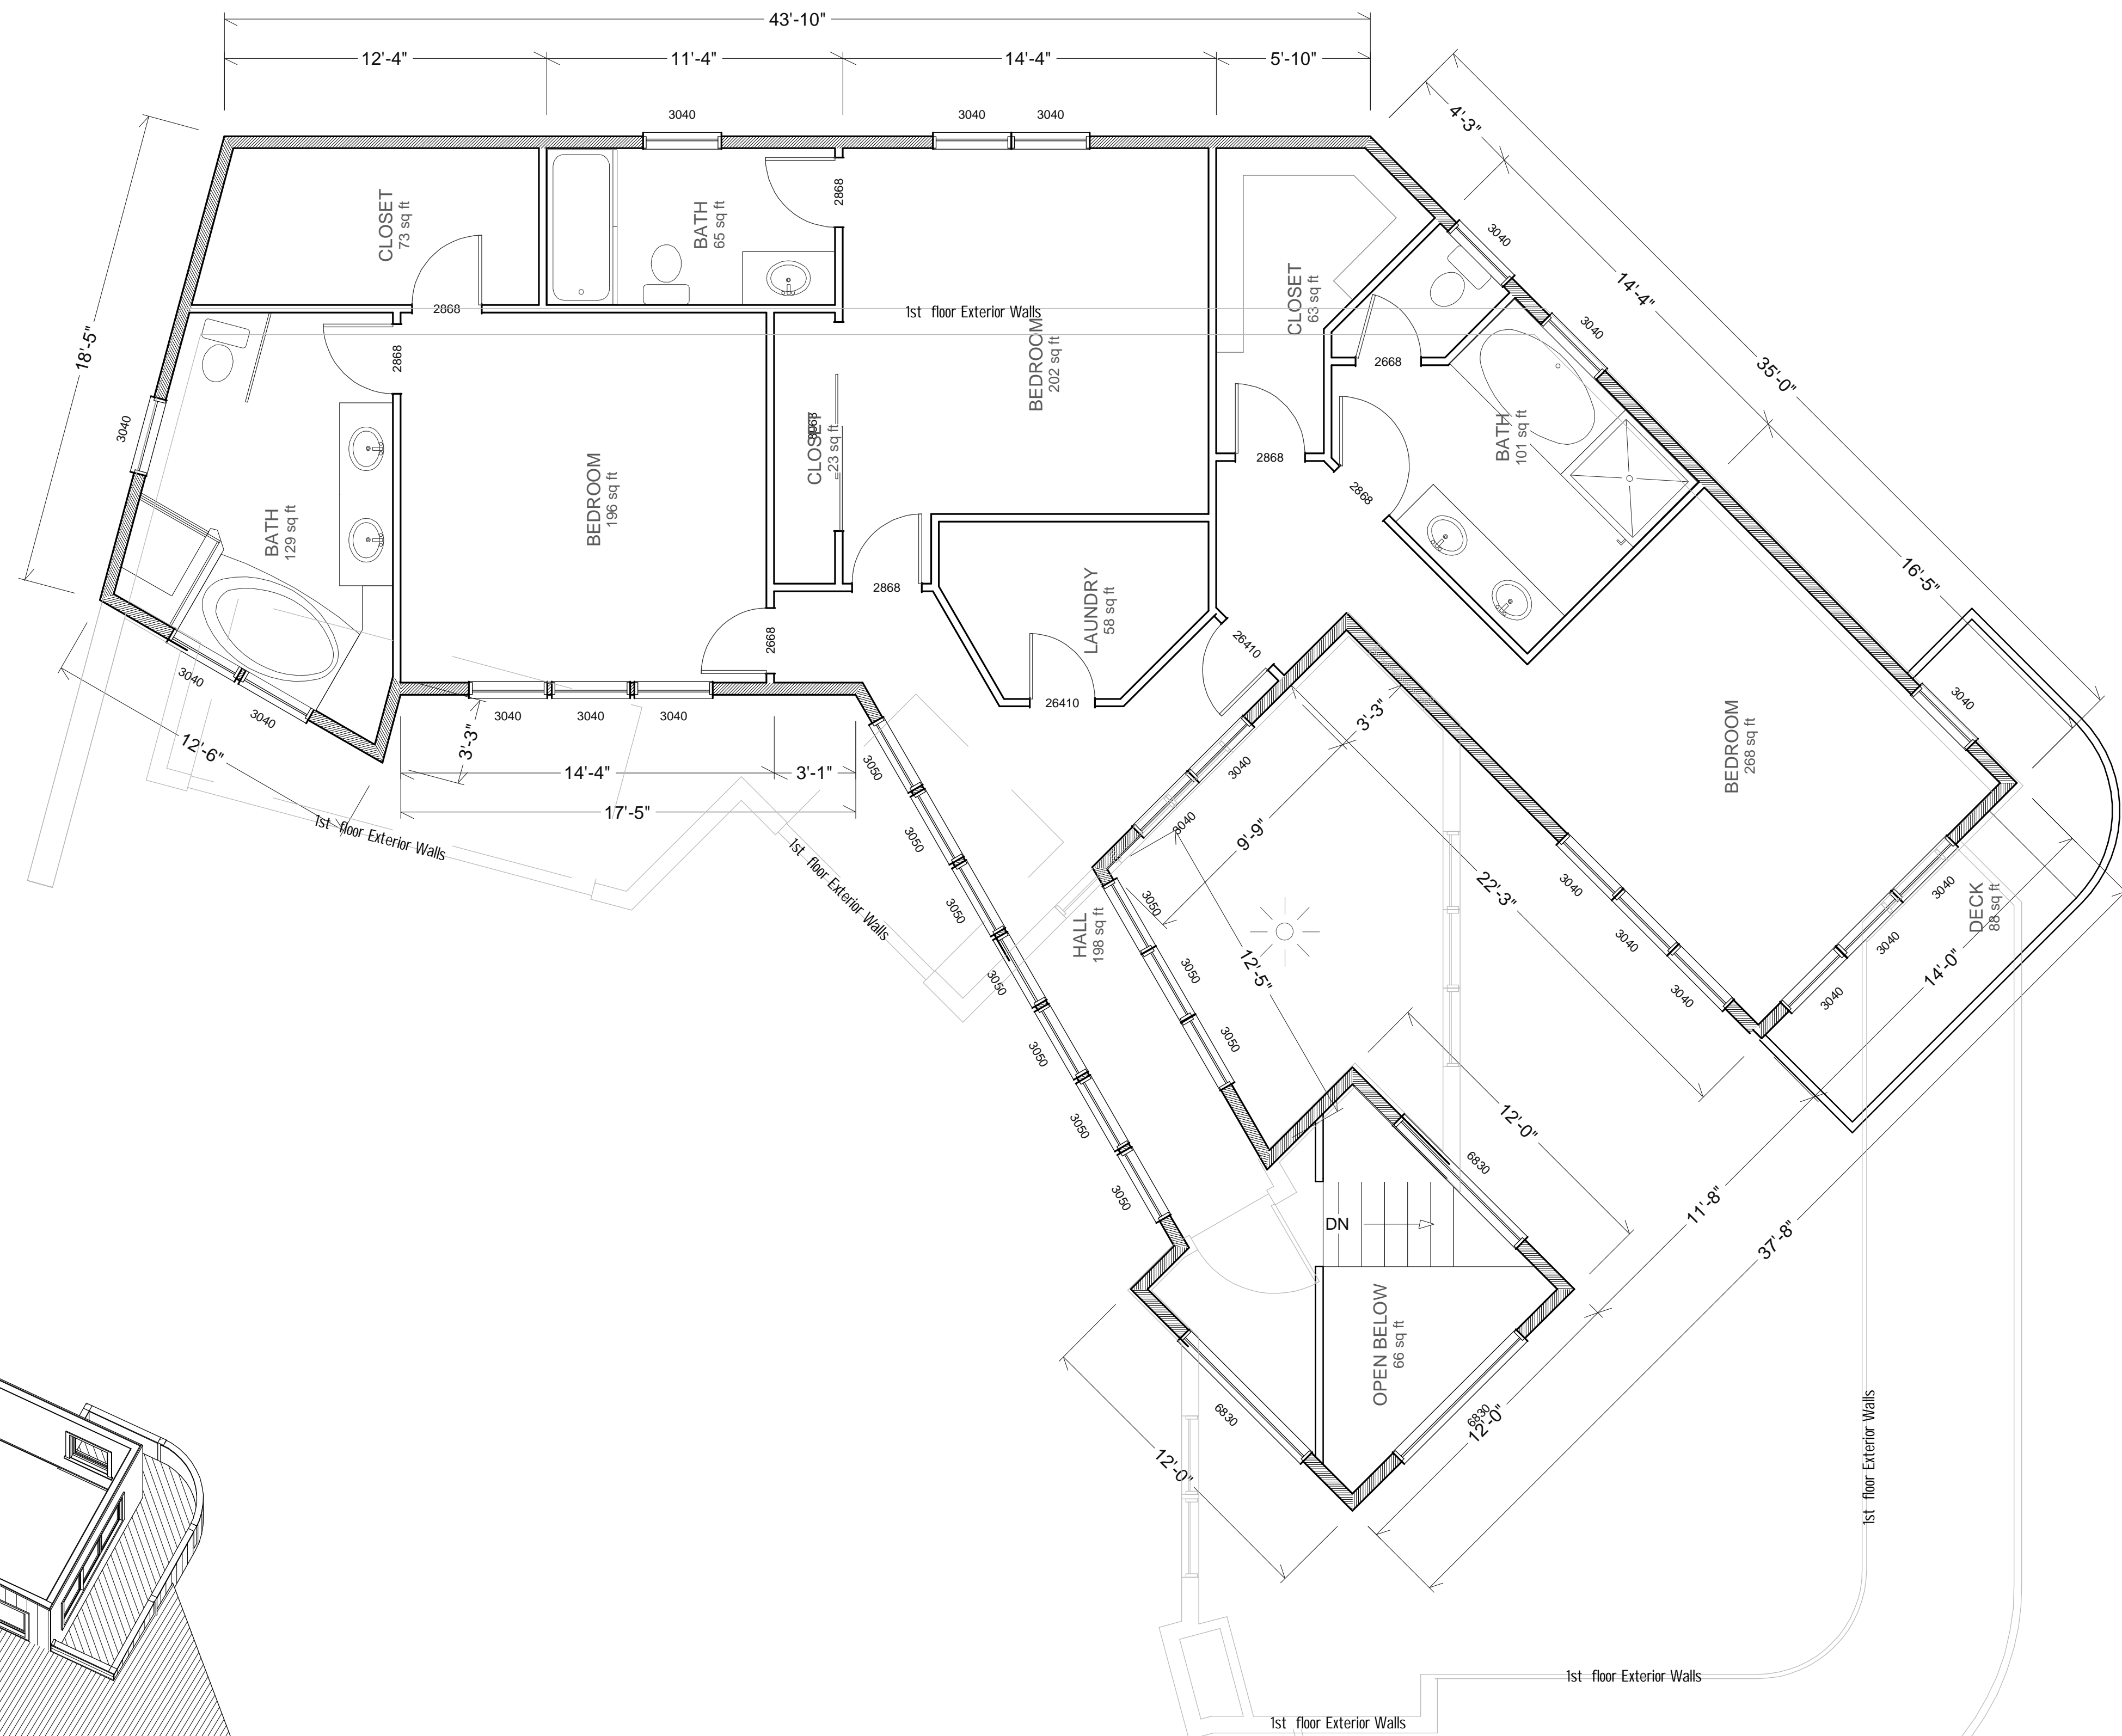 43'-10"
12'-4"
11'-4"
14'-4"
5'-10"
3040
3040
3040
4'-3"
14'-4"
35'-0"
16'-5"
18'-5"
CLOSET
73 sq ft
2868
BATH
65 sq ft
2868
1st floor Exterior Walls
BEDROOM
202 sq ft
CLOSET
63 sq ft
3040
3040
2668
2868
2868
BATH
101 sq ft
3040
2868
BATH
129 sq ft
BEDROOM
196 sq ft
CLOSET
23 sq ft
2868
2668
LAUNDRY
58 sq ft
26410
26410
3040
3040
12'-6"
3'-3"
3040
3040
3040
14'-4"
3'-1"
17'-5"
1st floor Exterior Walls
1st floor Exterior Walls
3050
3050
3050
3050
3050
3050
3050
HALL
198 sq ft
3040
3040
3'-3"
9'-9"
22'-3"
12'-5"
3050
3050
3050
BEDROOM
268 sq ft
3040
3040
3040
3040
3040
3040
3040
DECK
88 sq ft
14'-0"
12'-0"
11'-8"
37'-8"
6830
DN
OPEN BELOW
66 sq ft
6830
6830
12'-0"
12'-0"
1st floor Exterior Walls
1st floor Exterior Walls
1st floor Exterior Walls